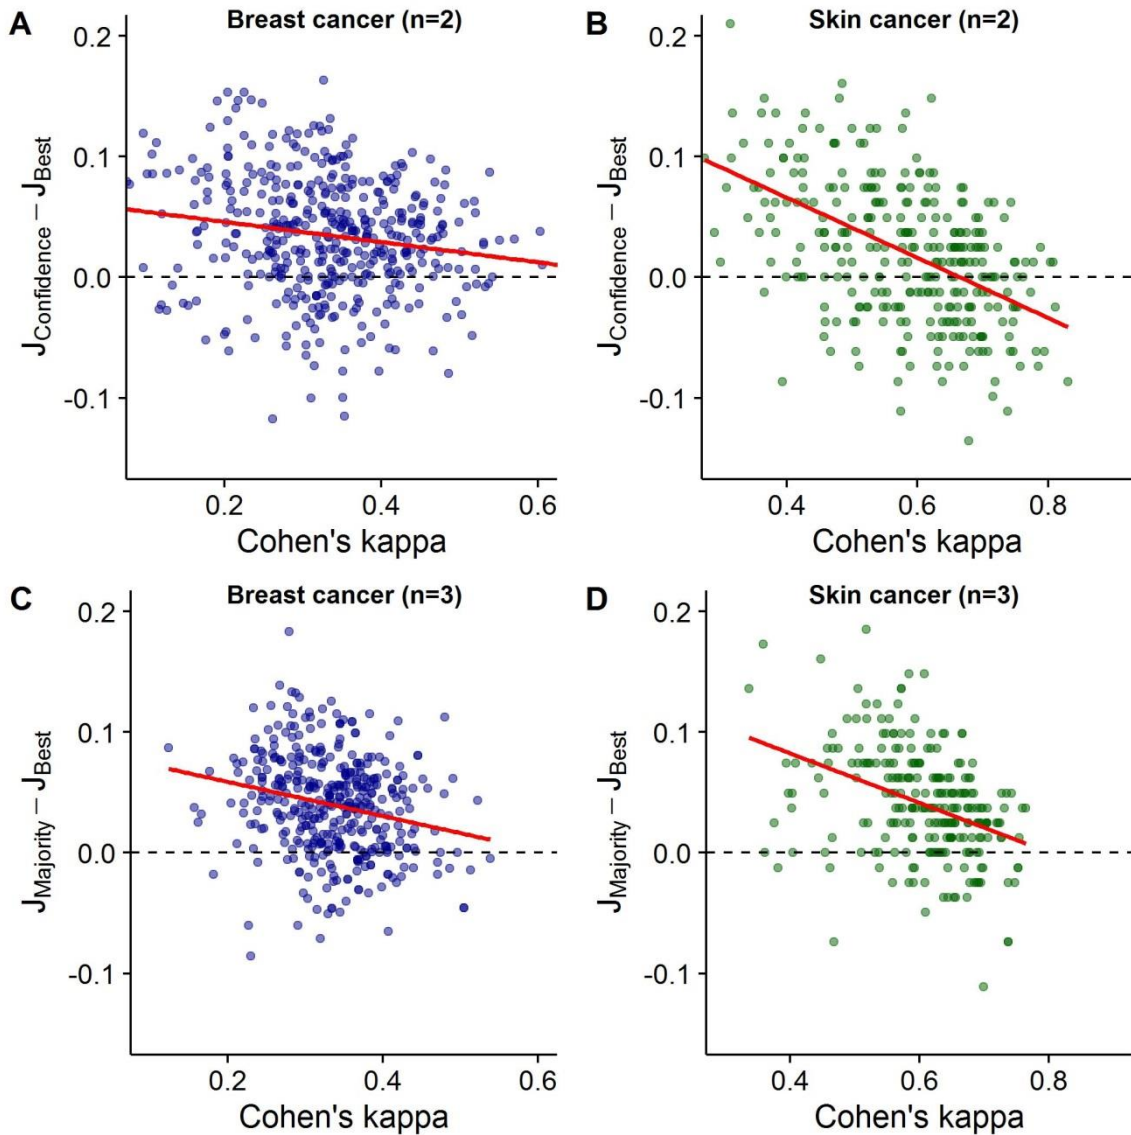 A Breast cancer (n=2)
0.2
0.1
0.0
-0.1
J_Confidence – J_Best
0.2 0.4 0.6
Cohen's kappa
B Skin cancer (n=2)
0.2
0.1
0.0
-0.1
J_Confidence – J_Best
0.4 0.6 0.8
Cohen's kappa
C Breast cancer (n=3)
0.2
0.1
0.0
-0.1
J_Majority – J_Best
0.2 0.4 0.6
Cohen's kappa
D Skin cancer (n=3)
0.2
0.1
0.0
-0.1
J_Majority – J_Best
0.4 0.6 0.8
Cohen's kappa